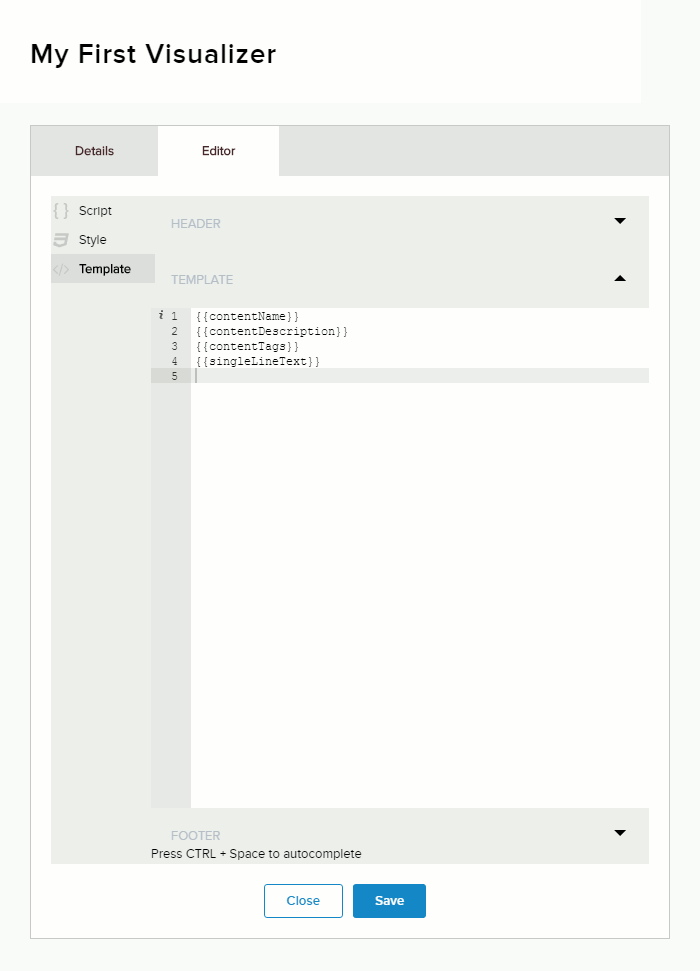 My First Visualizer
Details
Editor
{ } Script
Style
</> Template
HEADER
TEMPLATE
i 1 {{contentName}}
2 {{contentDescription}}
3 {{contentTags}}
4 {{singleLineText}}
5
FOOTER
Press CTRL + Space to autocomplete
Close
Save